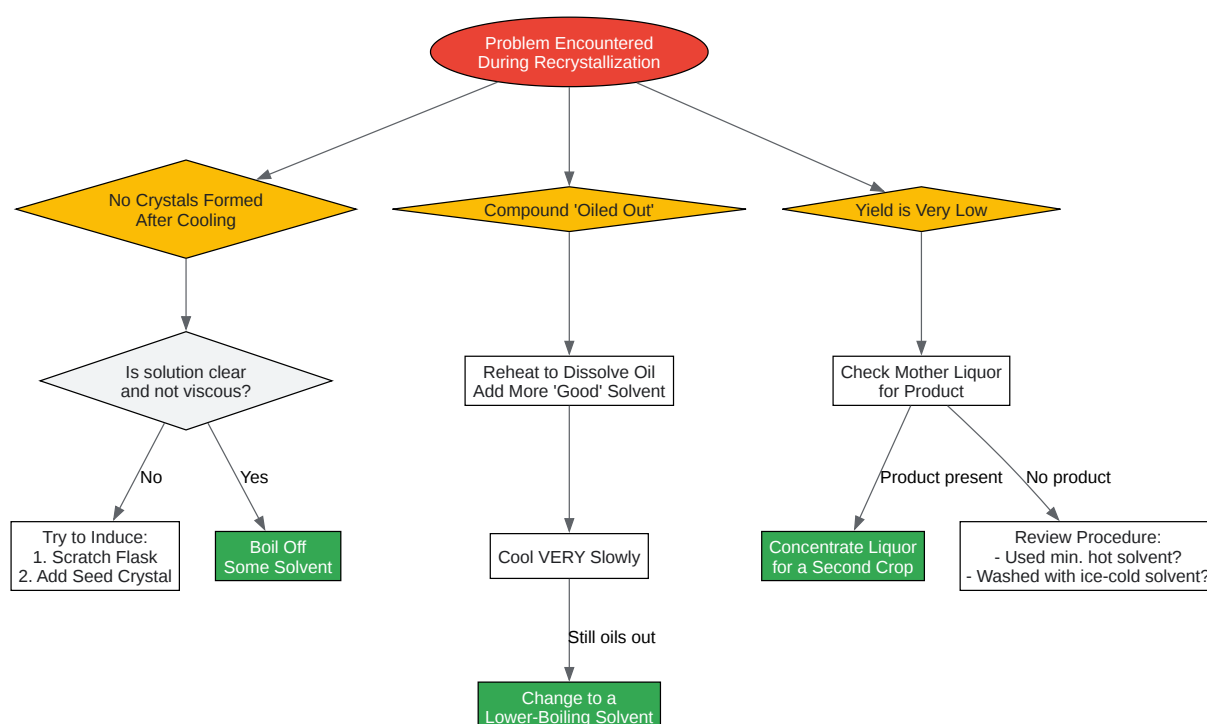 Problem Encountered
During Recrystallization
No Crystals Formed
After Cooling
Compound 'Oiled Out'
Yield is Very Low
Is solution clear
and not viscous?
Reheat to Dissolve Oil
Add More 'Good' Solvent
Check Mother Liquor
for Product
No
Yes
Product present
No product
Try to Induce:
1. Scratch Flask
2. Add Seed Crystal
Boil Off
Some Solvent
Cool VERY Slowly
Concentrate Liquor
for a Second Crop
Review Procedure:
- Used min. hot solvent?
- Washed with ice-cold solvent?
Still oils out
Change to a
Lower-Boiling Solvent